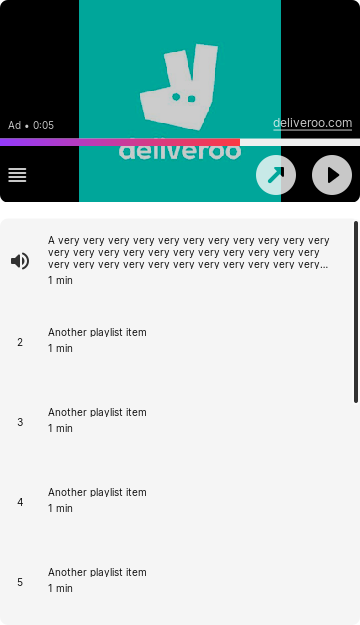 Ad • 0:05
deliveroo.com
deliveroo
A very very very very very very very very very very very
very very very very very very very very very very very
very very very very very very very very very very very...
1 min
2
Another playlist item
1 min
3
Another playlist item
1 min
4
Another playlist item
1 min
5
Another playlist item
1 min